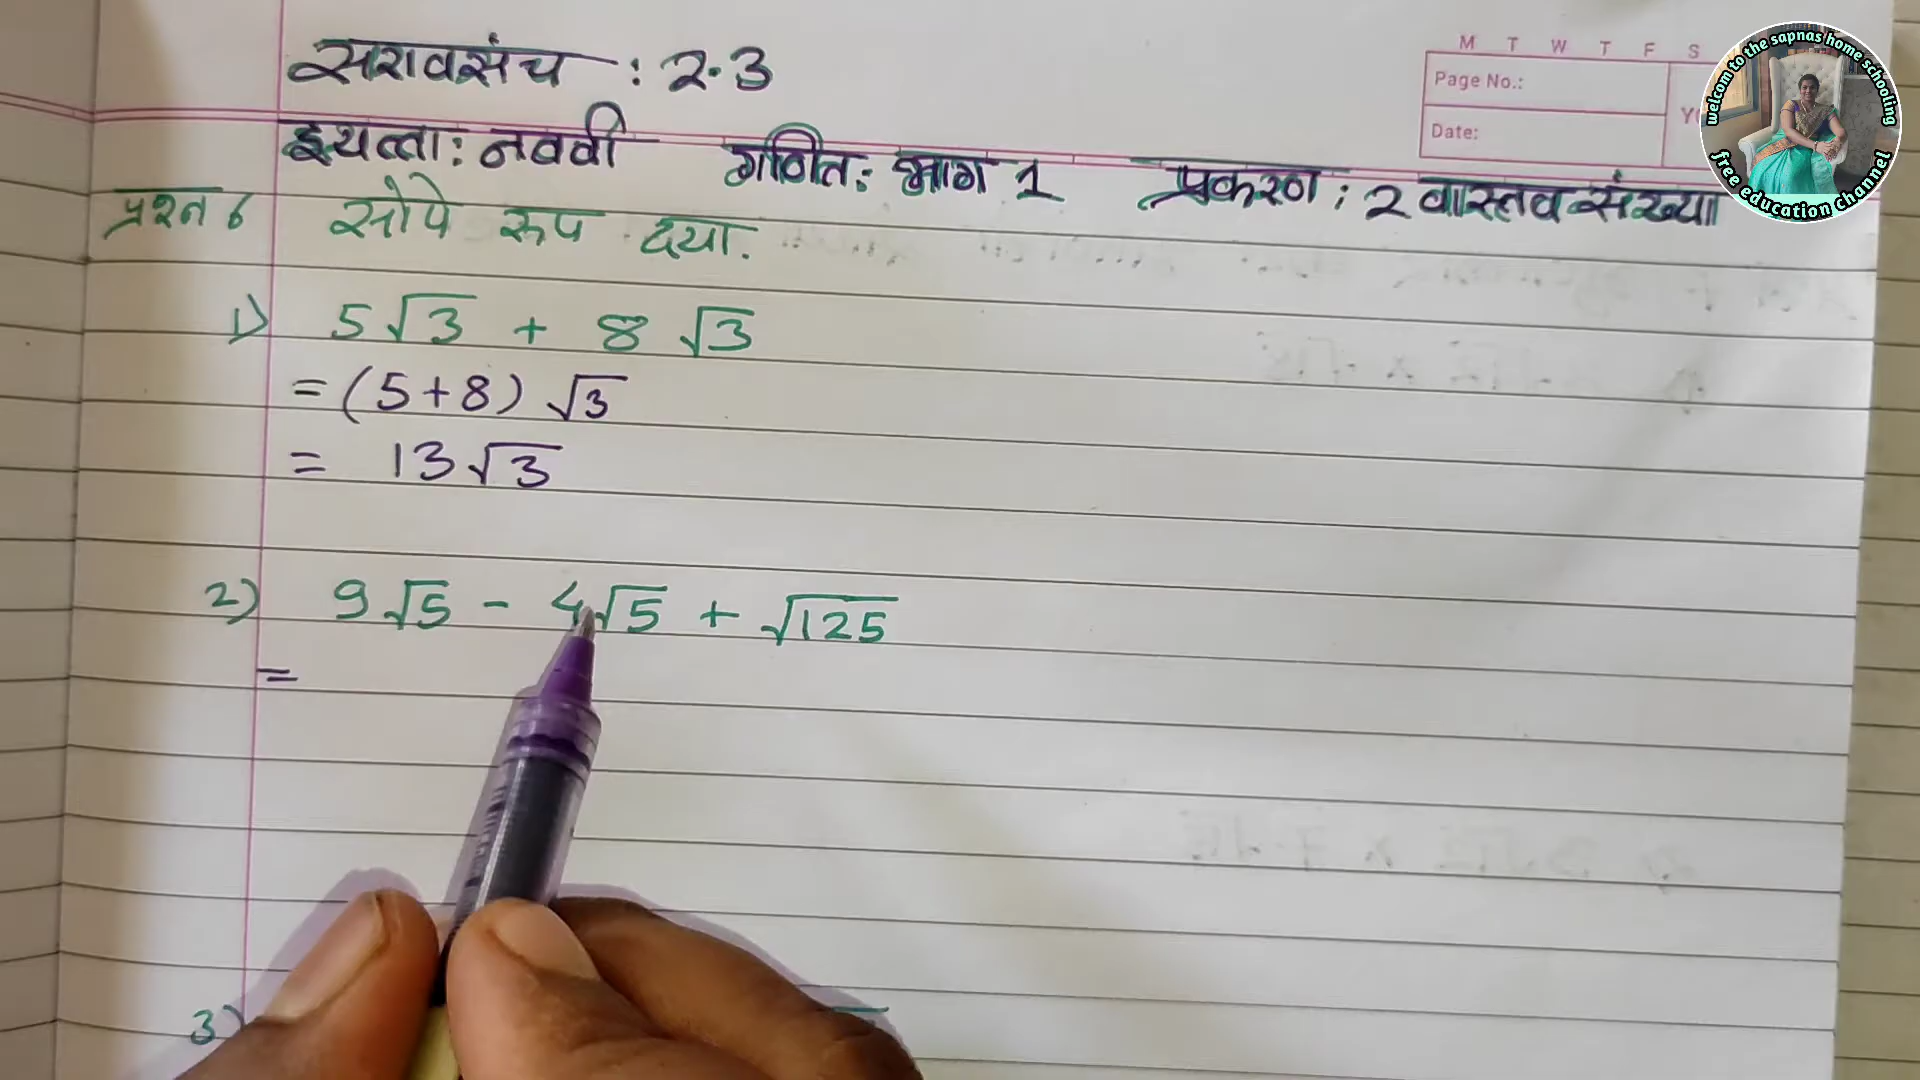 सरावसंच : 2.3
M T W T F S
Page No.:
Date:
इयत्ता: नववी गणित: भाग 1 प्रकरण: 2 वास्तव संख्या
प्रश्न 6 सोपे रूप दया.
1) 5√3 + 8√3
= (5+8) √3
= 13√3
2) 9√5 - 4√5 + √125
=
3)
welcom to the sapnas home schooling
free education channel